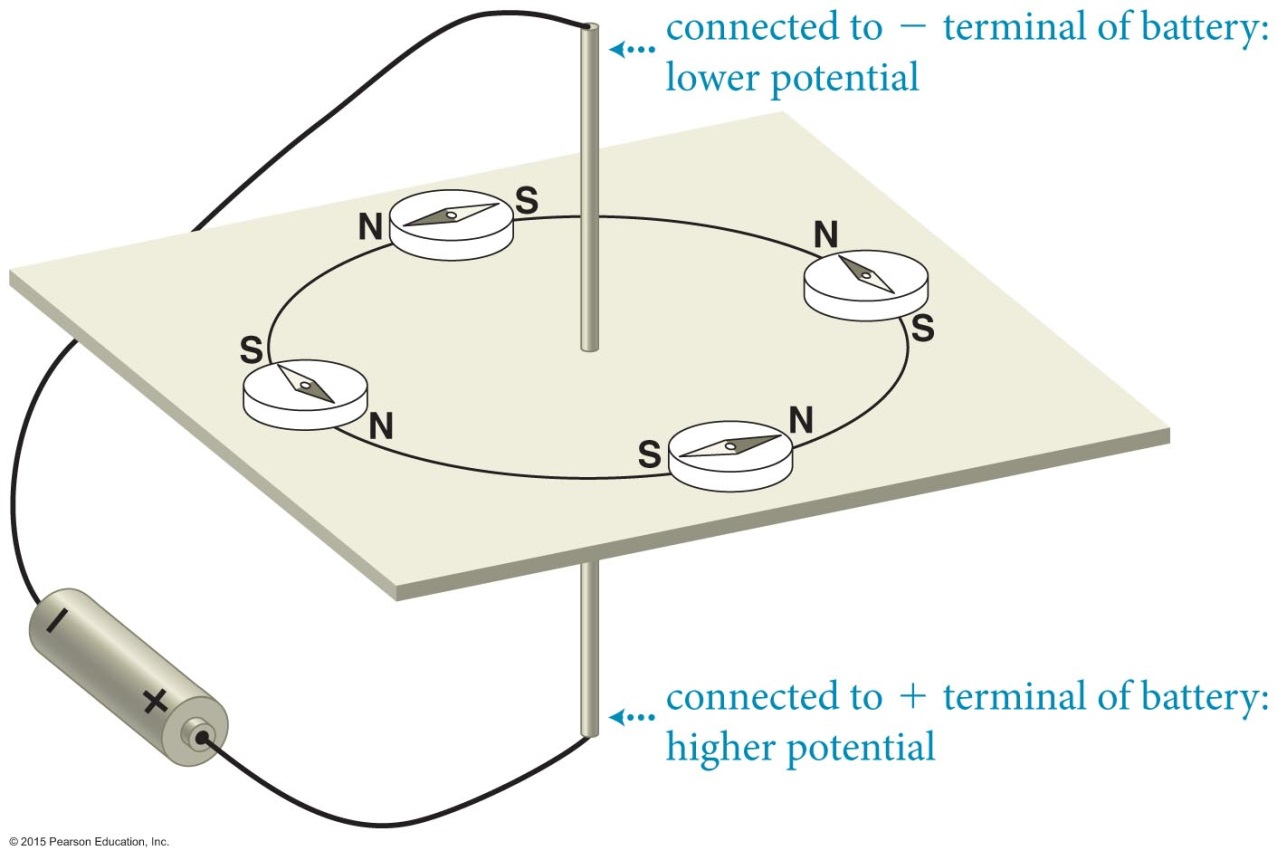 connected to − terminal of battery:
lower potential
N
S
N
S
S
N
S
N
−
+
connected to + terminal of battery:
higher potential
© 2015 Pearson Education, Inc.